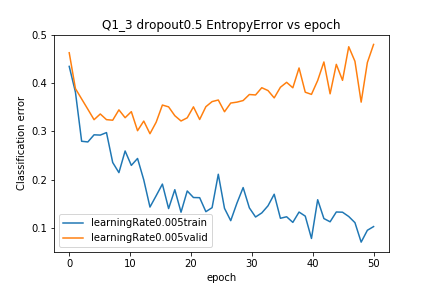 Q1_3 dropout0.5 EntropyError vs epoch
Classification error
0.5
0.4
0.3
0.2
0.1
learningRate0.005train
learningRate0.005valid
0 10 20 30 40 50
epoch